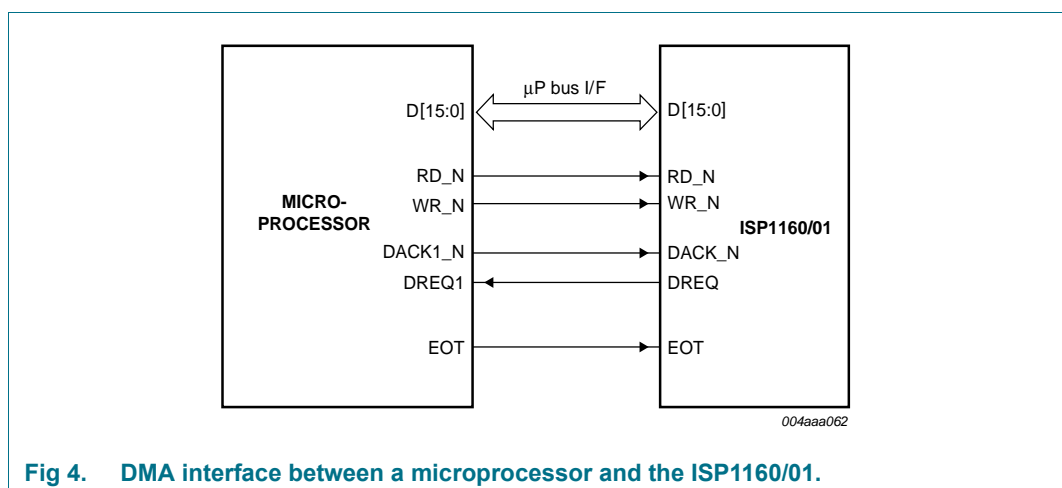 µP bus I/F
D[15:0] D[15:0]
RD_N RD_N
MICRO-
PROCESSOR
WR_N WR_N
ISP1160/01
DACK1_N DACK_N
DREQ1 DREQ
EOT EOT
004aaa062
Fig 4. DMA interface between a microprocessor and the ISP1160/01.